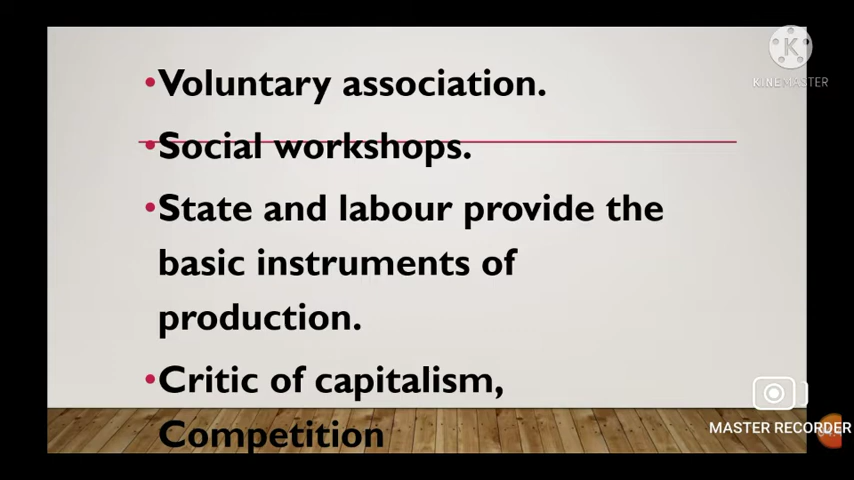 •Voluntary association.
•Social workshops.
•State and labour provide the
basic instruments of
production.
•Critic of capitalism,
Competition
K
KINEMASTER
MASTER RECORDER